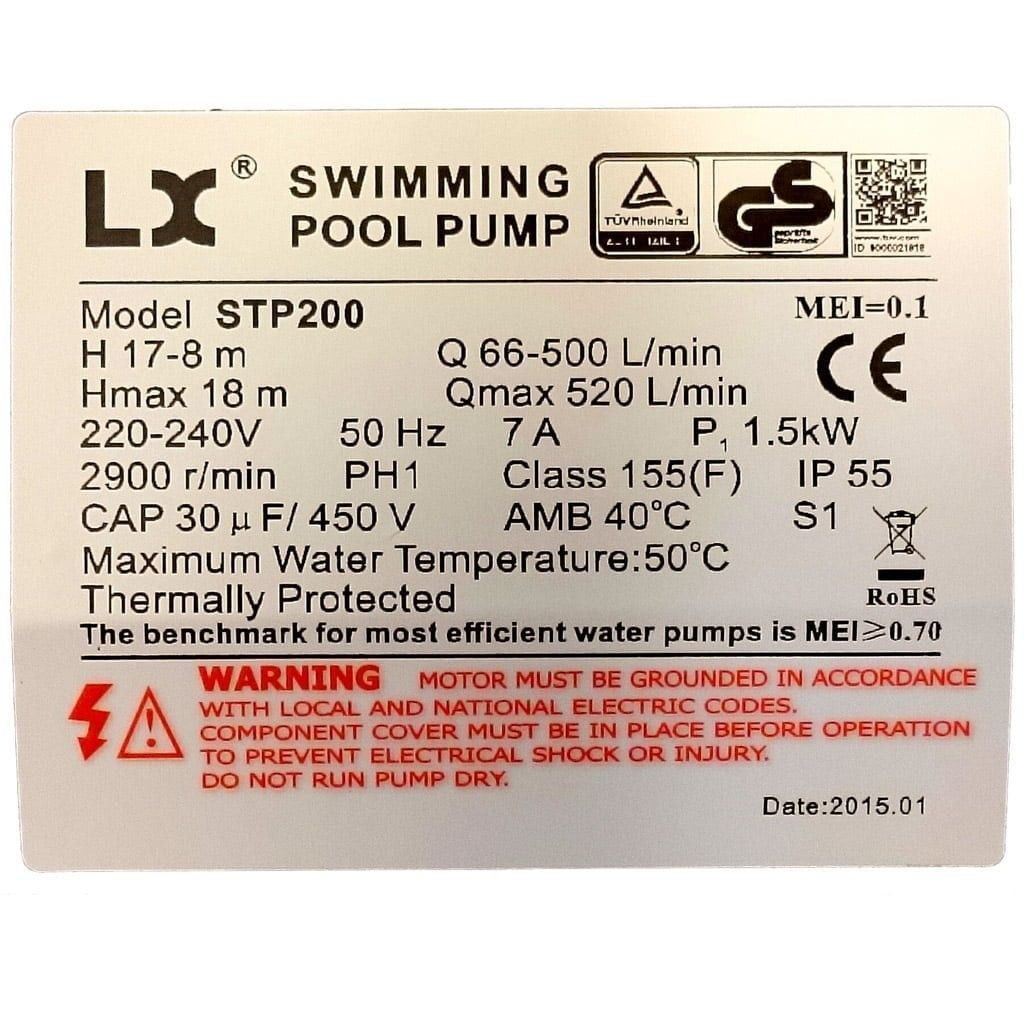 LX® SWIMMING
POOL PUMP
TÜVRheinland
geprüfte
Sicherheit
Model STP200
MEI=0.1
H 17-8 m Q 66-500 L/min
CE
Hmax 18 m Qmax 520 L/min
220-240V 50 Hz 7 A P₁ 1.5kW
2900 r/min PH1 Class 155(F) IP 55
CAP 30 μF/ 450 V AMB 40°C S1
Maximum Water Temperature:50°C
Thermally Protected
RoHS
The benchmark for most efficient water pumps is MEI≥0.70
WARNING MOTOR MUST BE GROUNDED IN ACCORDANCE
WITH LOCAL AND NATIONAL ELECTRIC CODES.
COMPONENT COVER MUST BE IN PLACE BEFORE OPERATION
TO PREVENT ELECTRICAL SHOCK OR INJURY.
DO NOT RUN PUMP DRY.
Date:2015.01